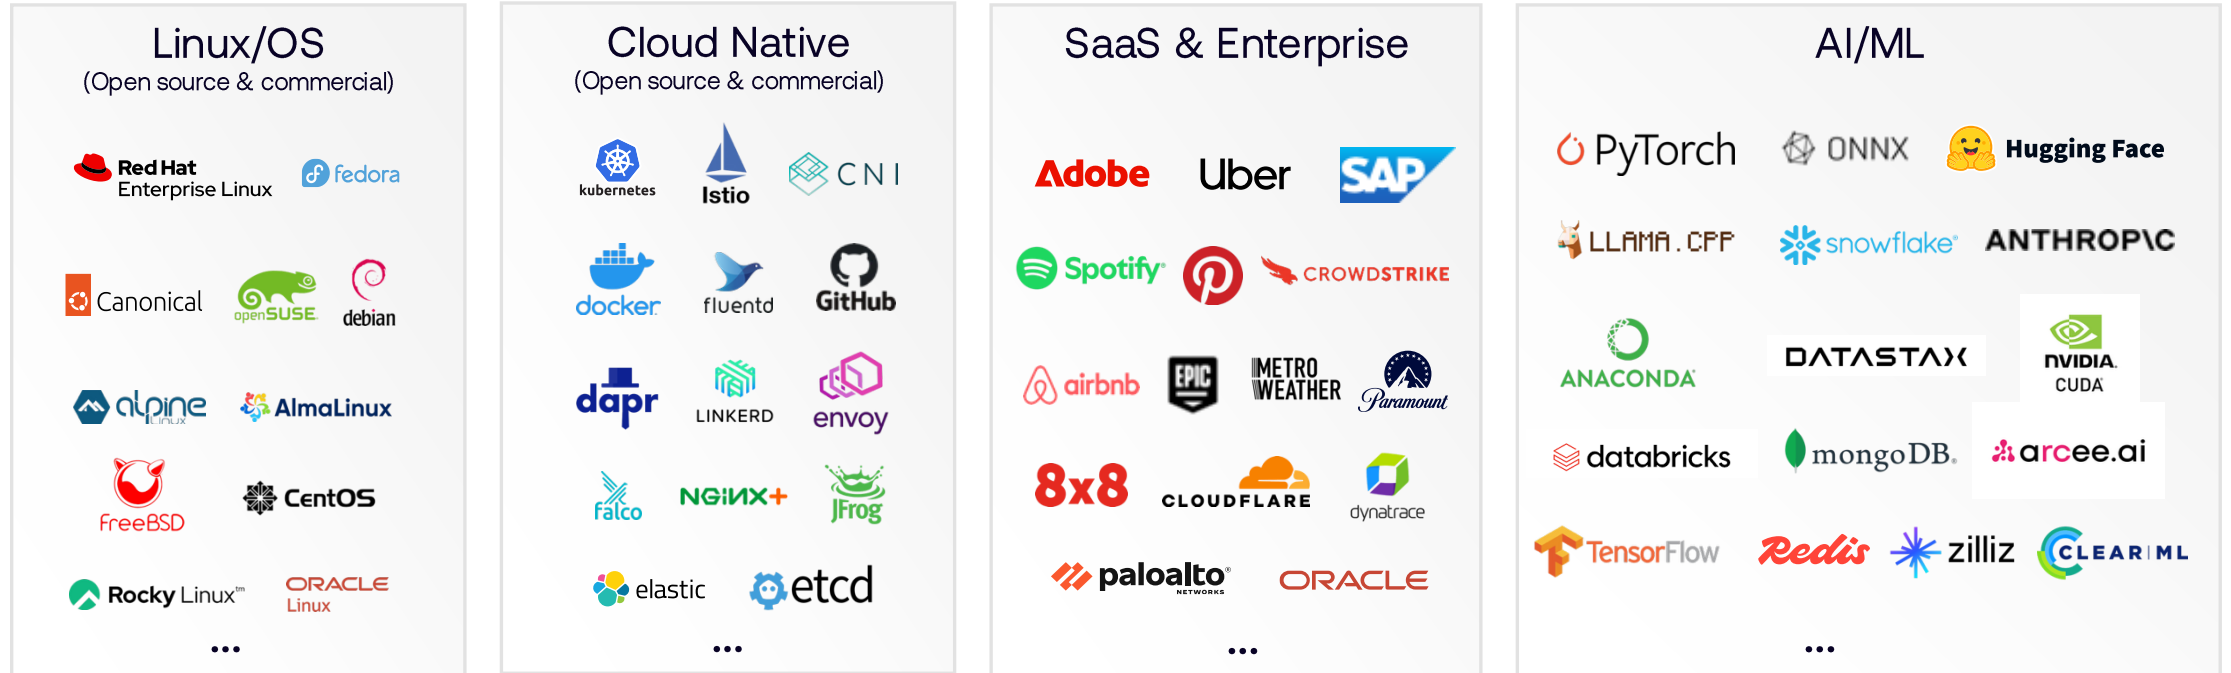 Linux/OS
(Open source & commercial)
Red Hat
Enterprise Linux
fedora
Canonical
openSUSE
debian
alpine
Linux
AlmaLinux
FreeBSD
CentOS
Rocky Linux™
ORACLE
Linux
...
Cloud Native
(Open source & commercial)
kubernetes
Istio
CNI
docker
fluentd
GitHub
dapr
LINKERD
envoy
falco
NGINX+
JFrog
elastic
etcd
...
SaaS & Enterprise
Adobe
Uber
SAP
Spotify®
CROWDSTRIKE
airbnb
EPIC
METRO
WEATHER
Paramount
8x8
CLOUDFLARE
dynatrace
paloalto®
NETWORKS
ORACLE
...
AI/ML
PyTorch
ONNX
Hugging Face
LLAMA.CPP
snowflake®
ANTHROP\C
ANACONDA®
DATASTAX
NVIDIA.
CUDA®
databricks
mongoDB®
arcee.ai
TensorFlow
Redis
zilliz
CLEAR|ML
...